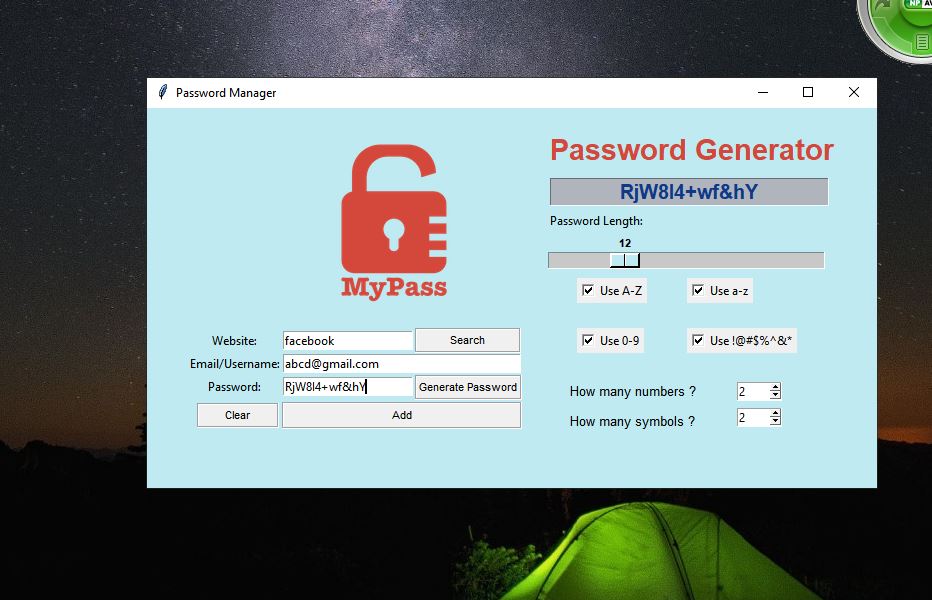 Password Manager
Password Generator
RjW8l4+wf&hY
Password Length:
12
Use A-Z
Use a-z
Use 0-9
Use !@#$%^&*
How many numbers ? 2
How many symbols ? 2
MyPass
Website: facebook Search
Email/Username: abcd@gmail.com
Password: RjW8l4+wf&hY Generate Password
Clear Add